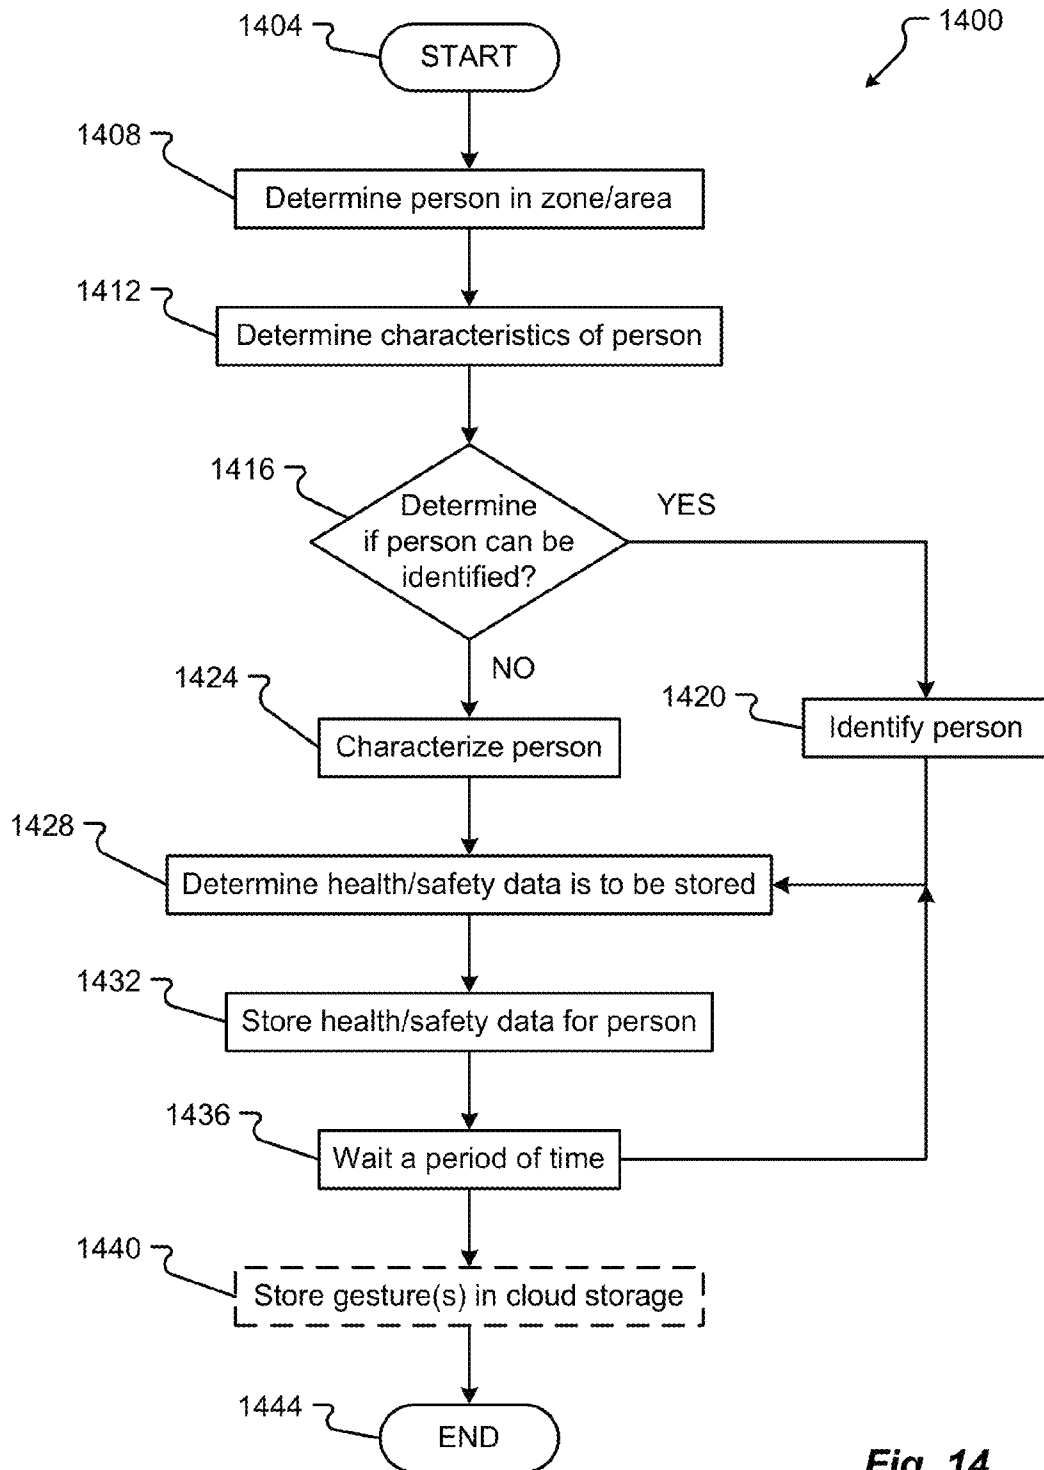 1404
START
1400
1408
Determine person in zone/area
1412
Determine characteristics of person
1416
Determine
if person can be
identified?
YES
NO
1424
Characterize person
1420
Identify person
1428
Determine health/safety data is to be stored
1432
Store health/safety data for person
1436
Wait a period of time
1440
Store gesture(s) in cloud storage
1444
END
Fig. 14